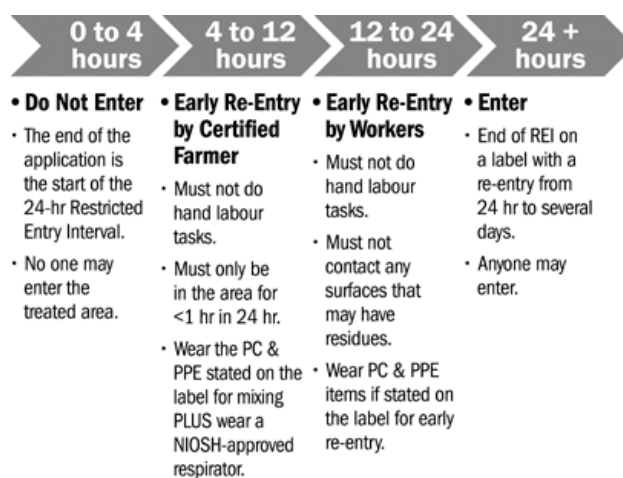 0 to 4
hours
4 to 12
hours
12 to 24
hours
24 +
hours
• Do Not Enter
· The end of the
application is
the start of the
24-hr Restricted
Entry Interval.
· No one may
enter the
treated area.
• Early Re-Entry
by Certified
Farmer
· Must not do
hand labour
tasks.
· Must only be
in the area for
<1 hr in 24 hr.
· Wear the PC &
PPE stated on the
label for mixing
PLUS wear a
NIOSH-approved
respirator.
• Early Re-Entry
by Workers
· Must not do
hand labour
tasks.
· Must not
contact any
surfaces that
may have
residues.
· Wear PC & PPE
items if stated on
the label for early
re-entry.
• Enter
· End of REI on
a label with a
re-entry from
24 hr to several
days.
· Anyone may
enter.